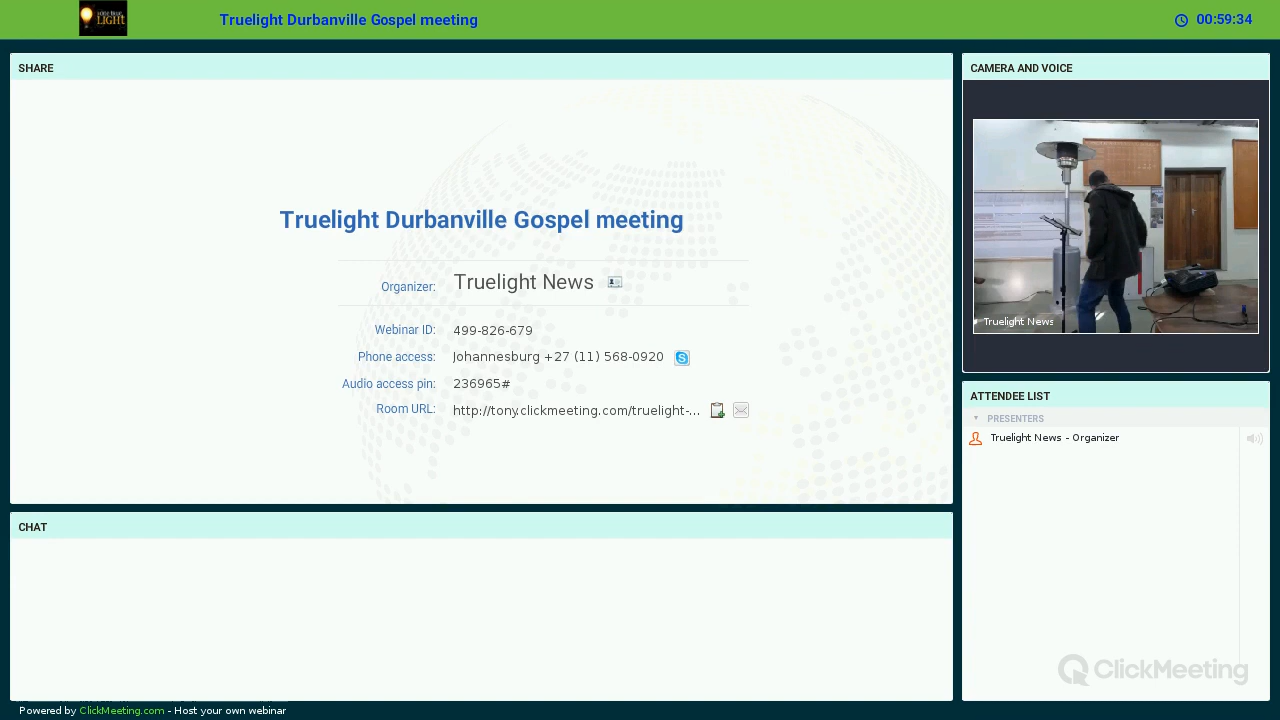 LIGHT
Truelight Durbanville Gospel meeting
00:59:34
SHARE
Truelight Durbanville Gospel meeting
Organizer: Truelight News
Webinar ID: 499-826-679
Phone access: Johannesburg +27 (11) 568-0920
Audio access pin: 236965#
Room URL: http://tony.clickmeeting.com/truelight-...
CHAT
CAMERA AND VOICE
Truelight News
ATTENDEE LIST
PRESENTERS
Truelight News - Organizer
ClickMeeting
Powered by ClickMeeting.com - Host your own webinar